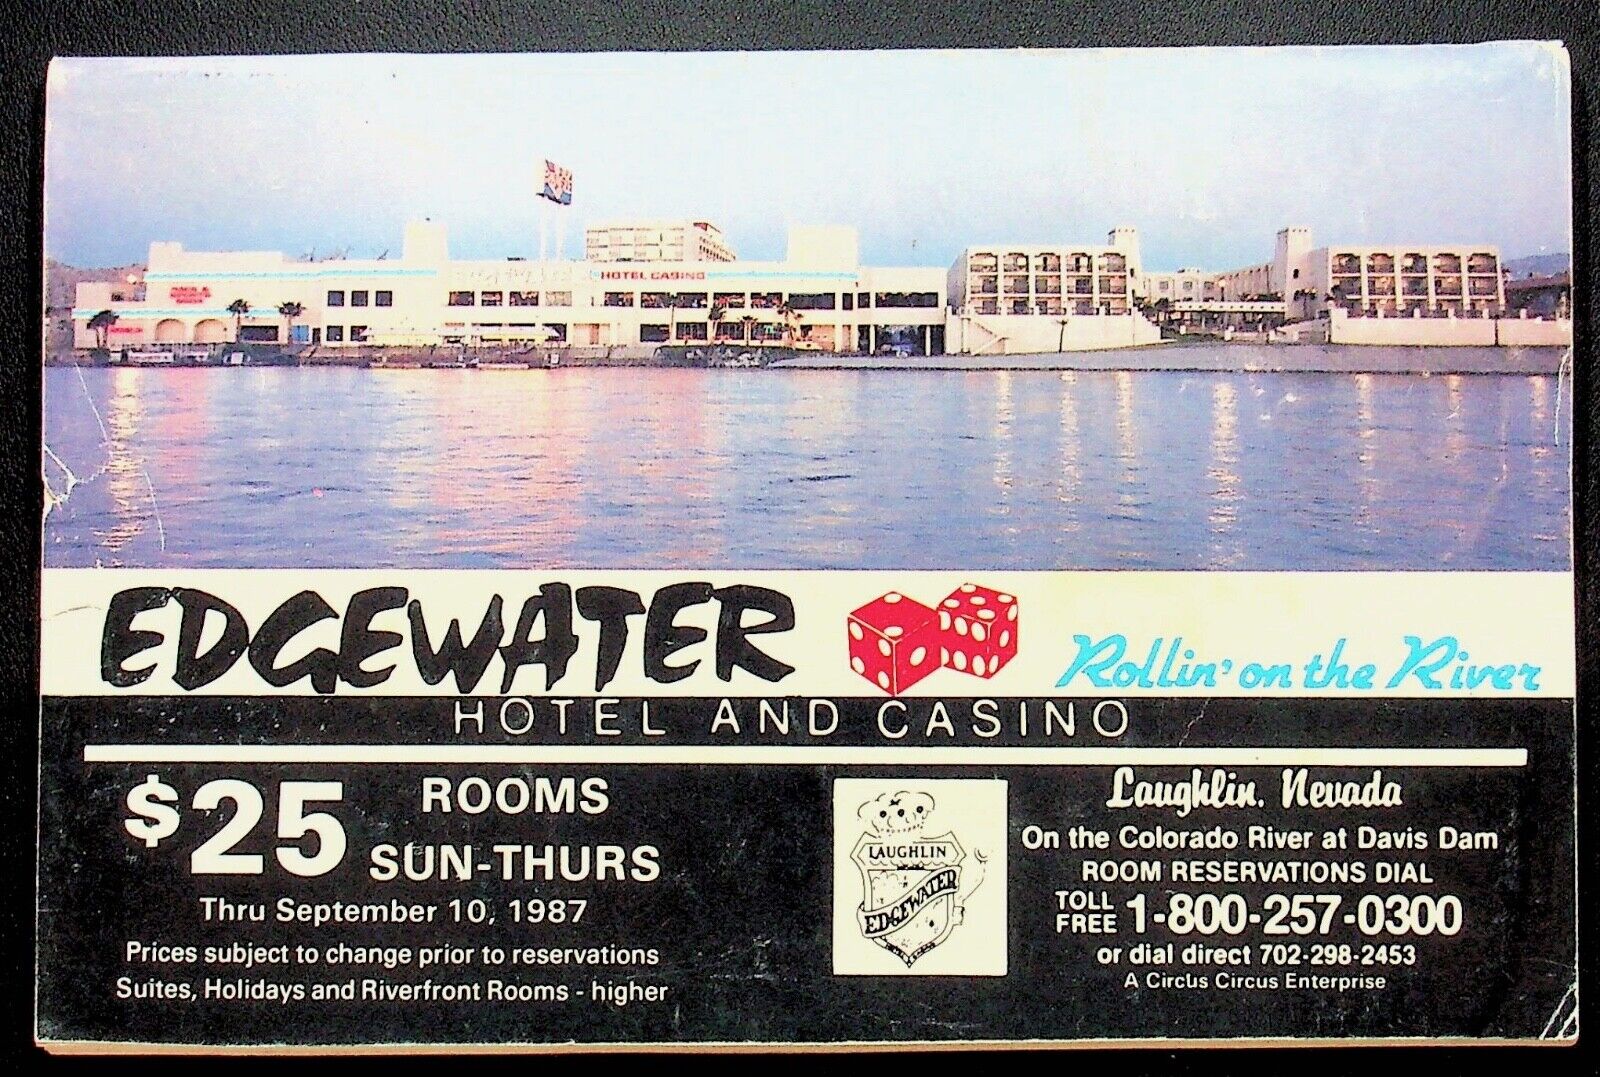 HOTEL CASINO
EDGEWATER
Rollin' on the River
HOTEL AND CASINO
$25 ROOMS
SUN-THURS
Thru September 10, 1987
Prices subject to change prior to reservations
Suites, Holidays and Riverfront Rooms - higher
LAUGHLIN
EDGEWATER
Laughlin, Nevada
On the Colorado River at Davis Dam
ROOM RESERVATIONS DIAL
TOLL FREE 1-800-257-0300
or dial direct 702-298-2453
A Circus Circus Enterprise